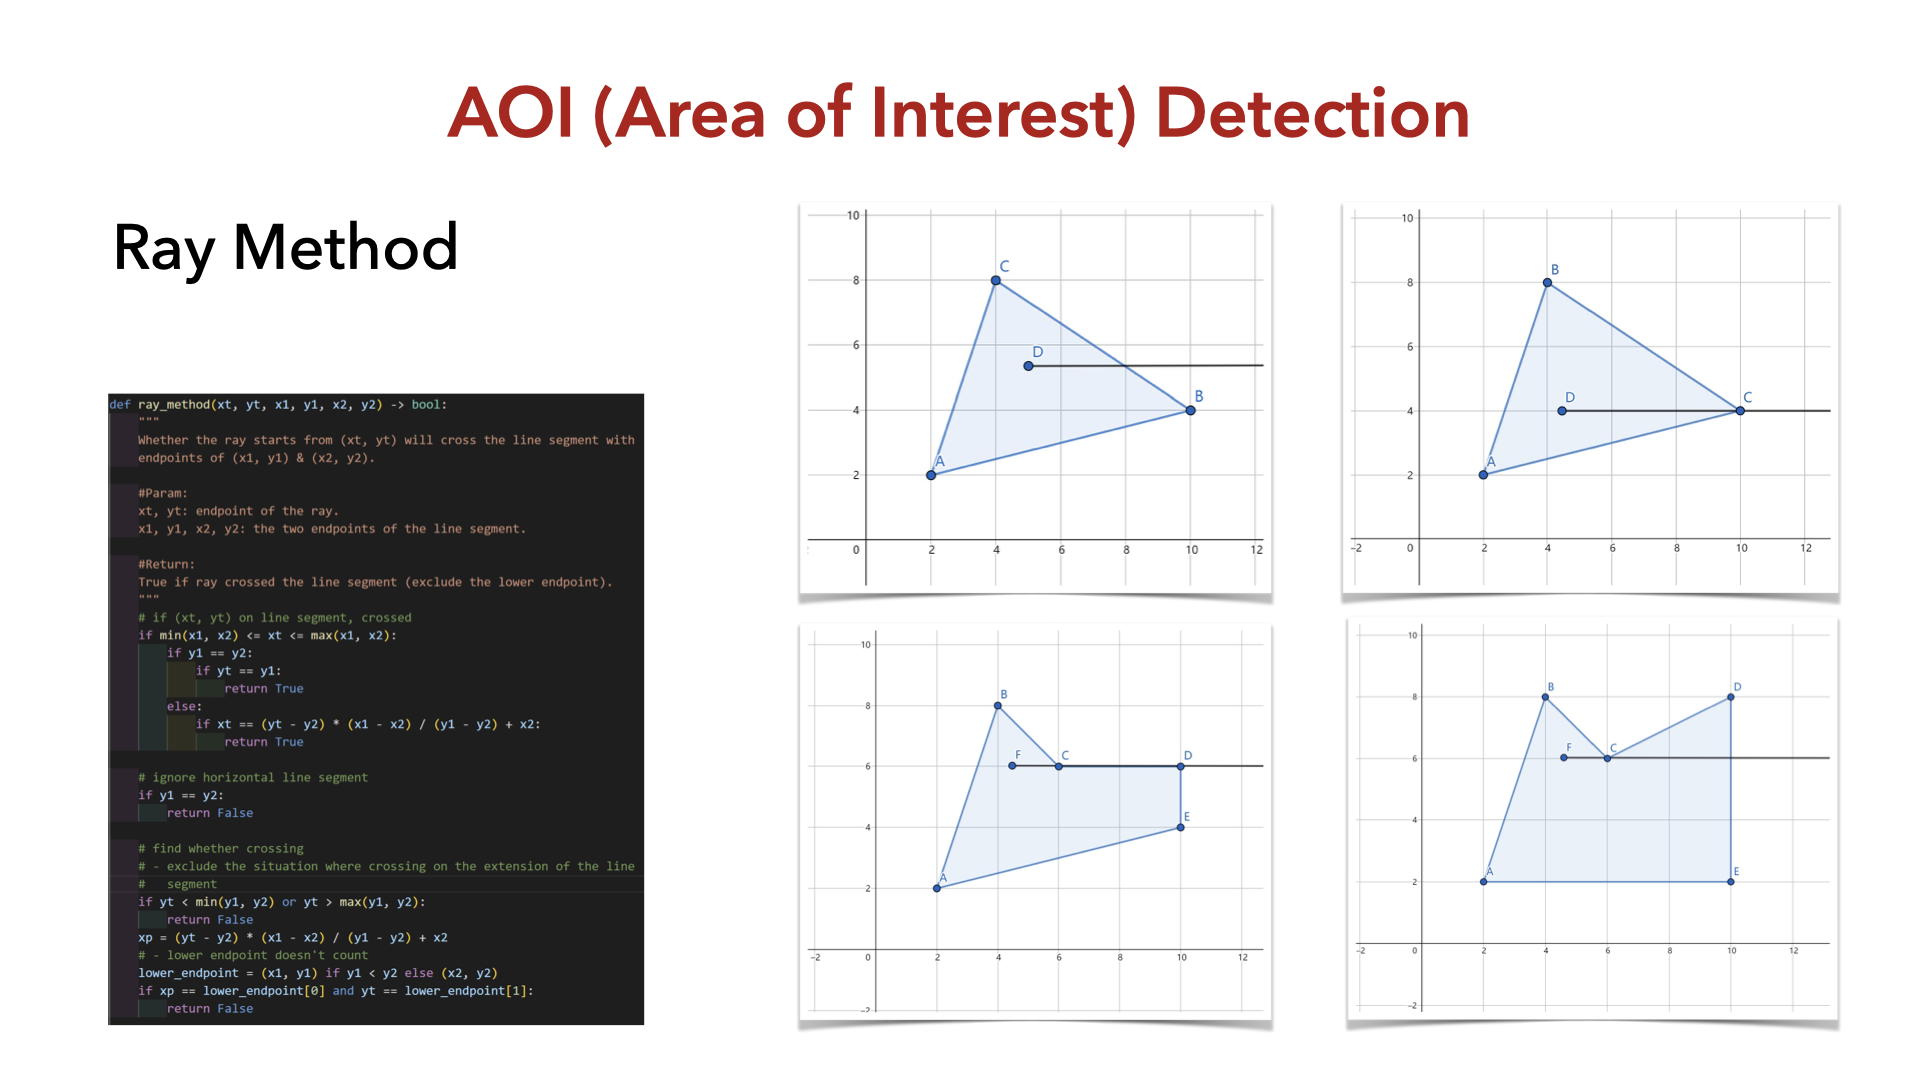 AOI (Area of Interest) Detection
Ray Method
def ray_method(xt, yt, x1, y1, x2, y2) -> bool:
"""
Whether the ray starts from (xt, yt) will cross the line segment with
endpoints of (x1, y1) & (x2, y2).
#Param:
xt, yt: endpoint of the ray.
x1, y1, x2, y2: the two endpoints of the line segment.
#Return:
True if ray crossed the line segment (exclude the lower endpoint).
"""
# if (xt, yt) on line segment, crossed
if min(x1, x2) <= xt <= max(x1, x2):
if y1 == y2:
if yt == y1:
return True
else:
if xt == (yt - y2) * (x1 - x2) / (y1 - y2) + x2:
return True
# ignore horizontal line segment
if y1 == y2:
return False
# find whether crossing
# - exclude the situation where crossing on the extension of the line
#   segment
if yt < min(y1, y2) or yt > max(y1, y2):
return False
xp = (yt - y2) * (x1 - x2) / (y1 - y2) + x2
# - lower endpoint doesn't count
lower_endpoint = (x1, y1) if y1 < y2 else (x2, y2)
if xp == lower_endpoint[0] and yt == lower_endpoint[1]:
return False
10
C
8
6
D
B
4
A
2
0 2 4 6 8 10 12
10
B
8
6
D C
4
A
2
-2 0 2 4 6 8 10 12
10
B
8
F C D
6
E
4
A
2
-2 0 2 4 6 8 10 12
-2
10
B D
8
F C
6
4
A E
2
-2 0 2 4 6 8 10 12
-2